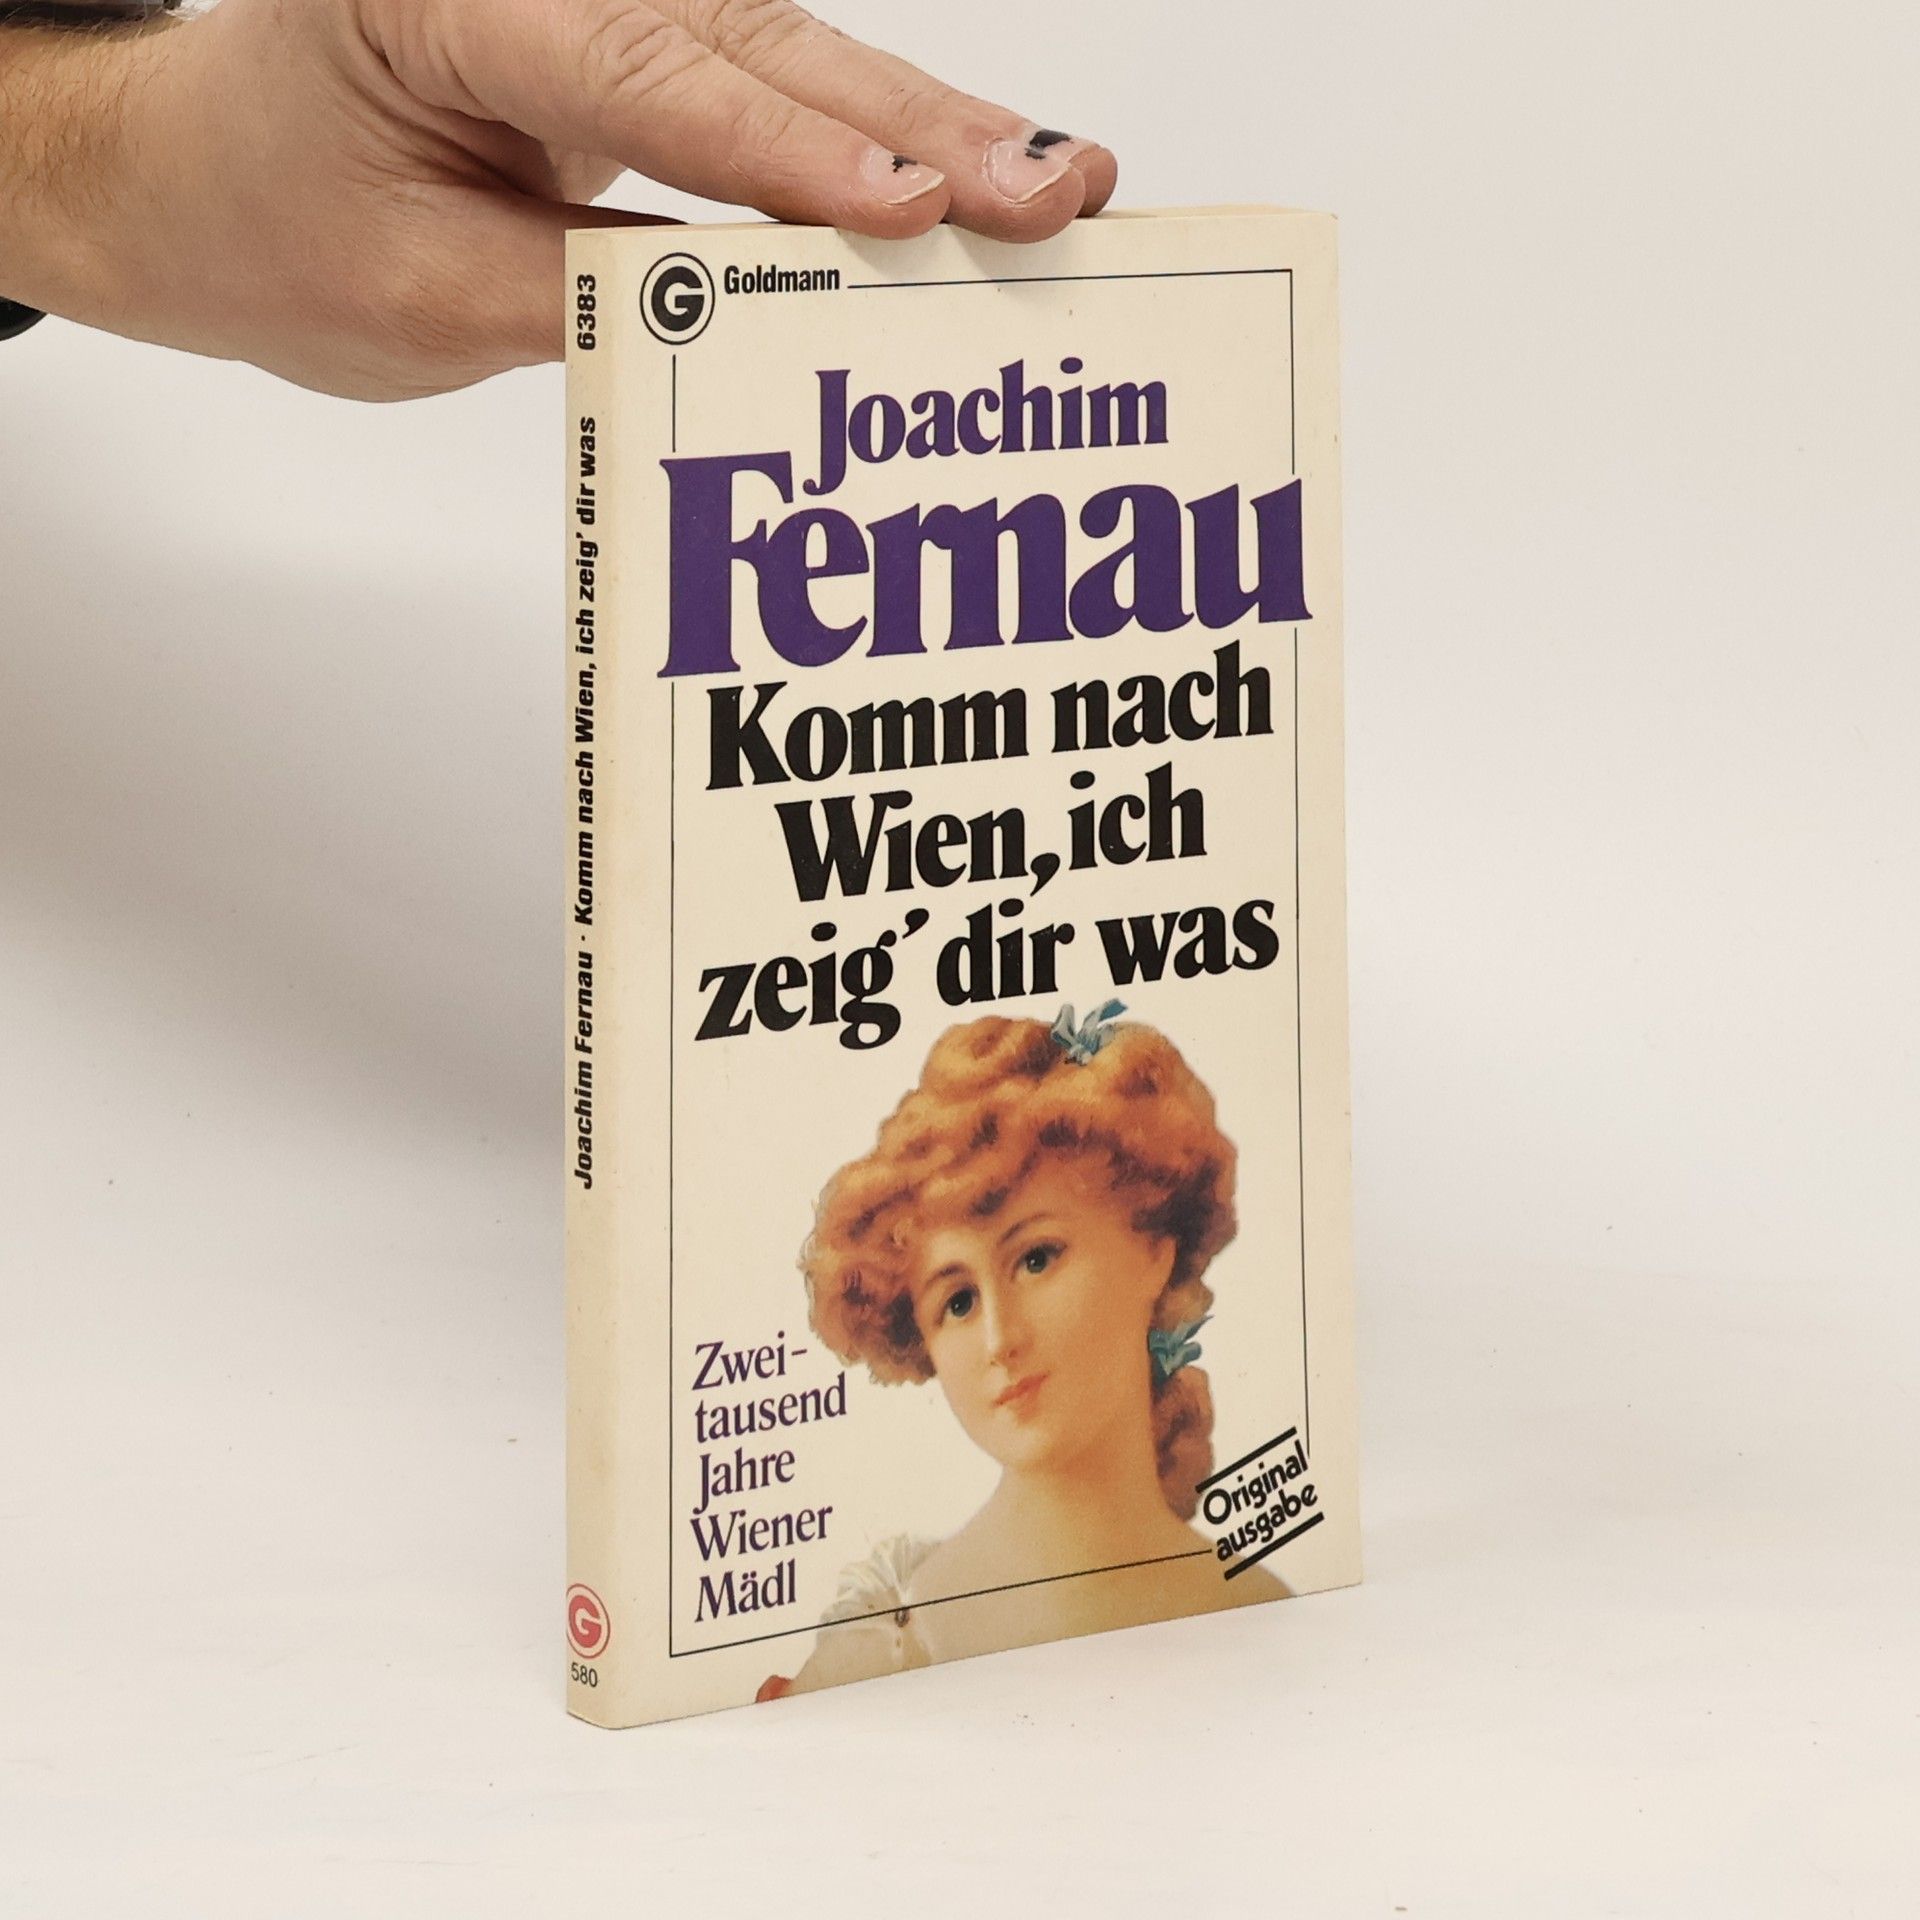 6383
Joachim Fernau · Komm nach Wien, ich zeig' dir was
G
580
G Goldmann
Joachim
Fernau
Komm nach
Wien, ich
zeig' dir was
Zwei-
tausend
Jahre
Wiener
Mädl
Original
ausgabe